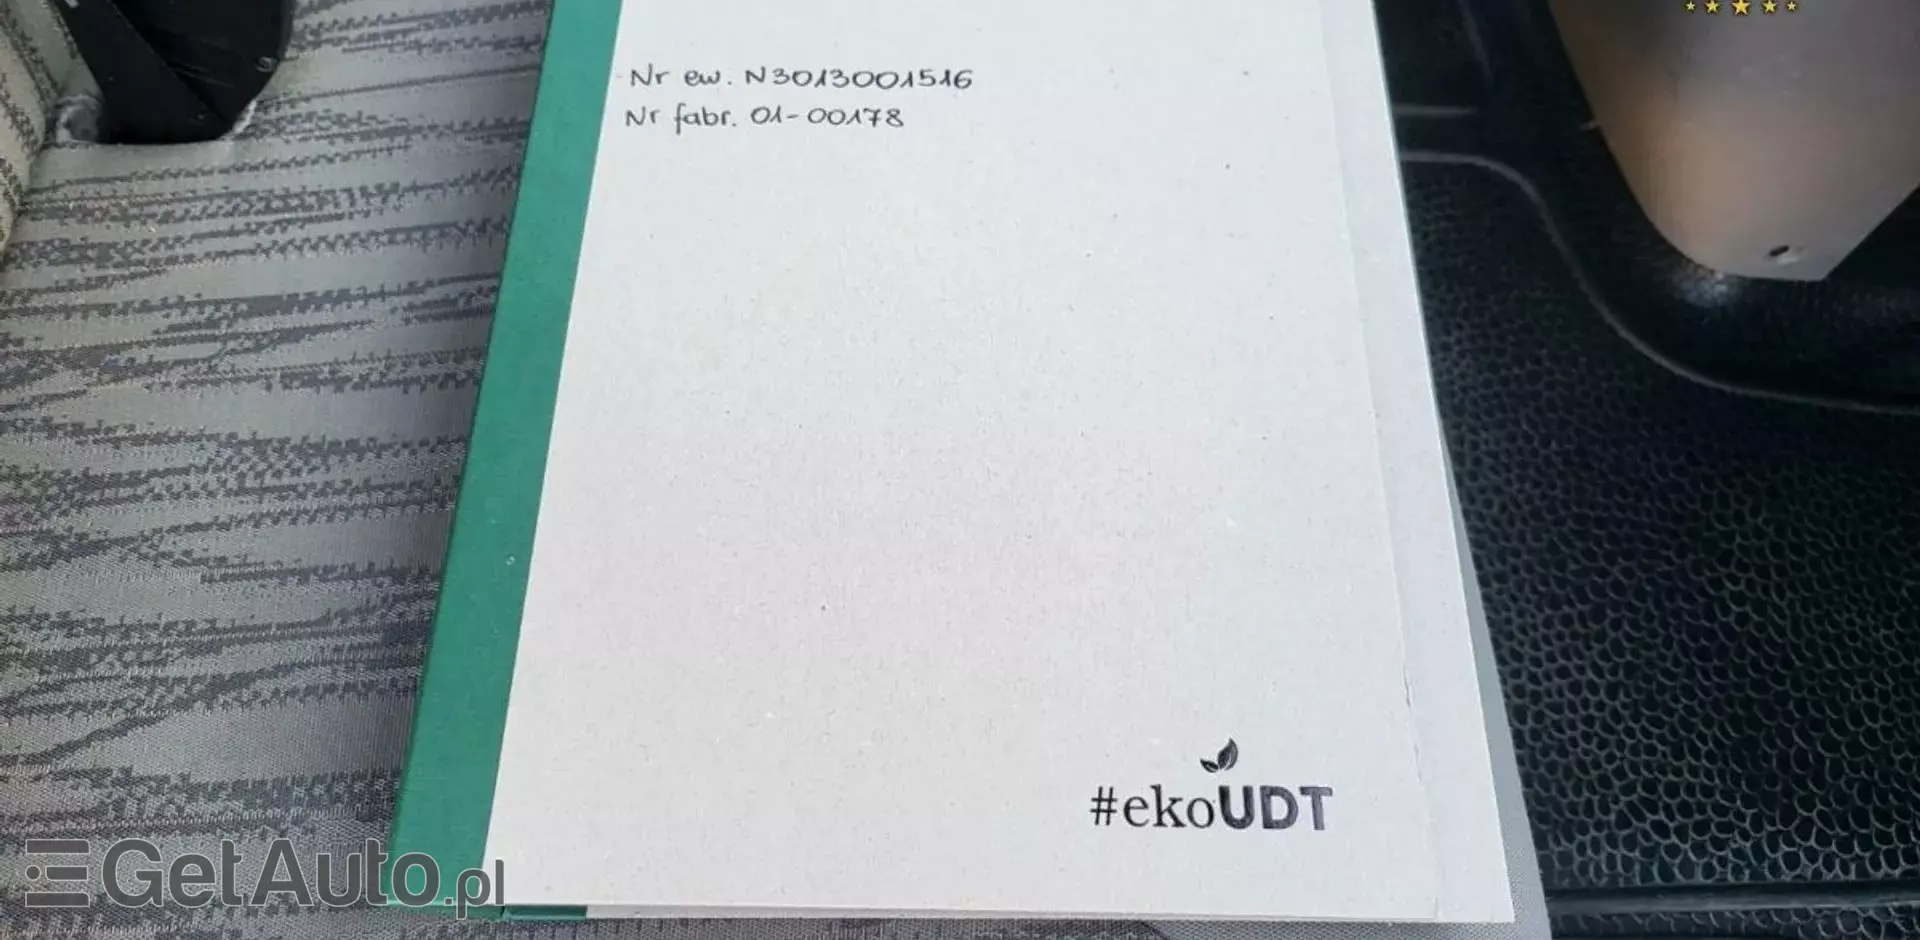 Nr ew. N3013001516
Nr fabr. 01-00178
#ekoUDT
GetAuto.pl